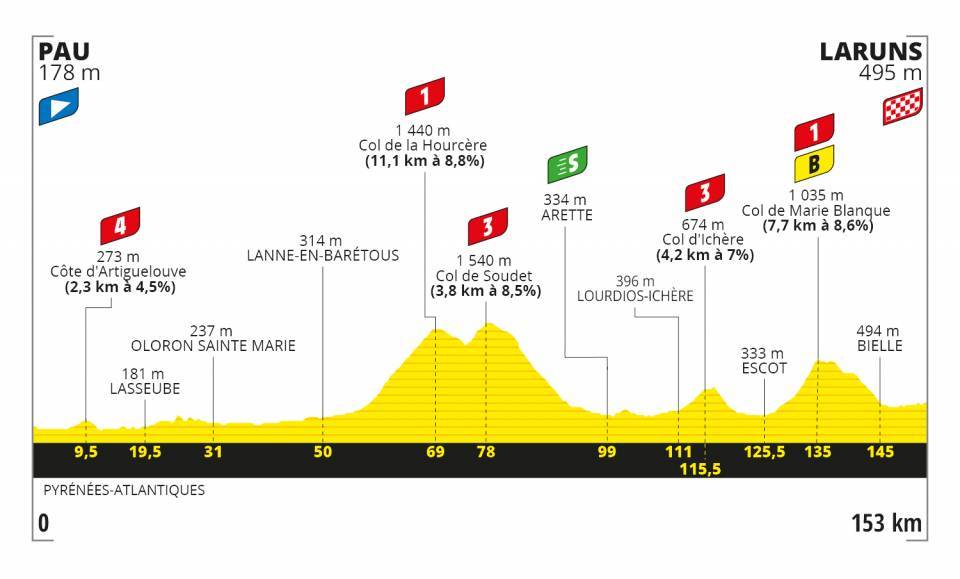 PAU
178 m
LARUNS
495 m
1
1 440 m
Col de la Hourcère
(11,1 km à 8,8%)
1
B
1 035 m
Col de Marie Blanque
(7,7 km à 8,6%)
S
334 m
ARETTE
3
674 m
Col d'Ichère
(4,2 km à 7%)
4
273 m
Côte d'Artiguelouve
(2,3 km à 4,5%)
314 m
LANNE-EN-BARÉTOUS
3
1 540 m
Col de Soudet
(3,8 km à 8,5%)
396 m
LOURDIOS-ICHÈRE
237 m
OLORON SAINTE MARIE
494 m
BIELLE
181 m
LASSEUBE
333 m
ESCOT
9,5 19,5 31 50 69 78 99 111 125,5 135 145
115,5
PYRÉNÉES-ATLANTIQUES
0 153 km